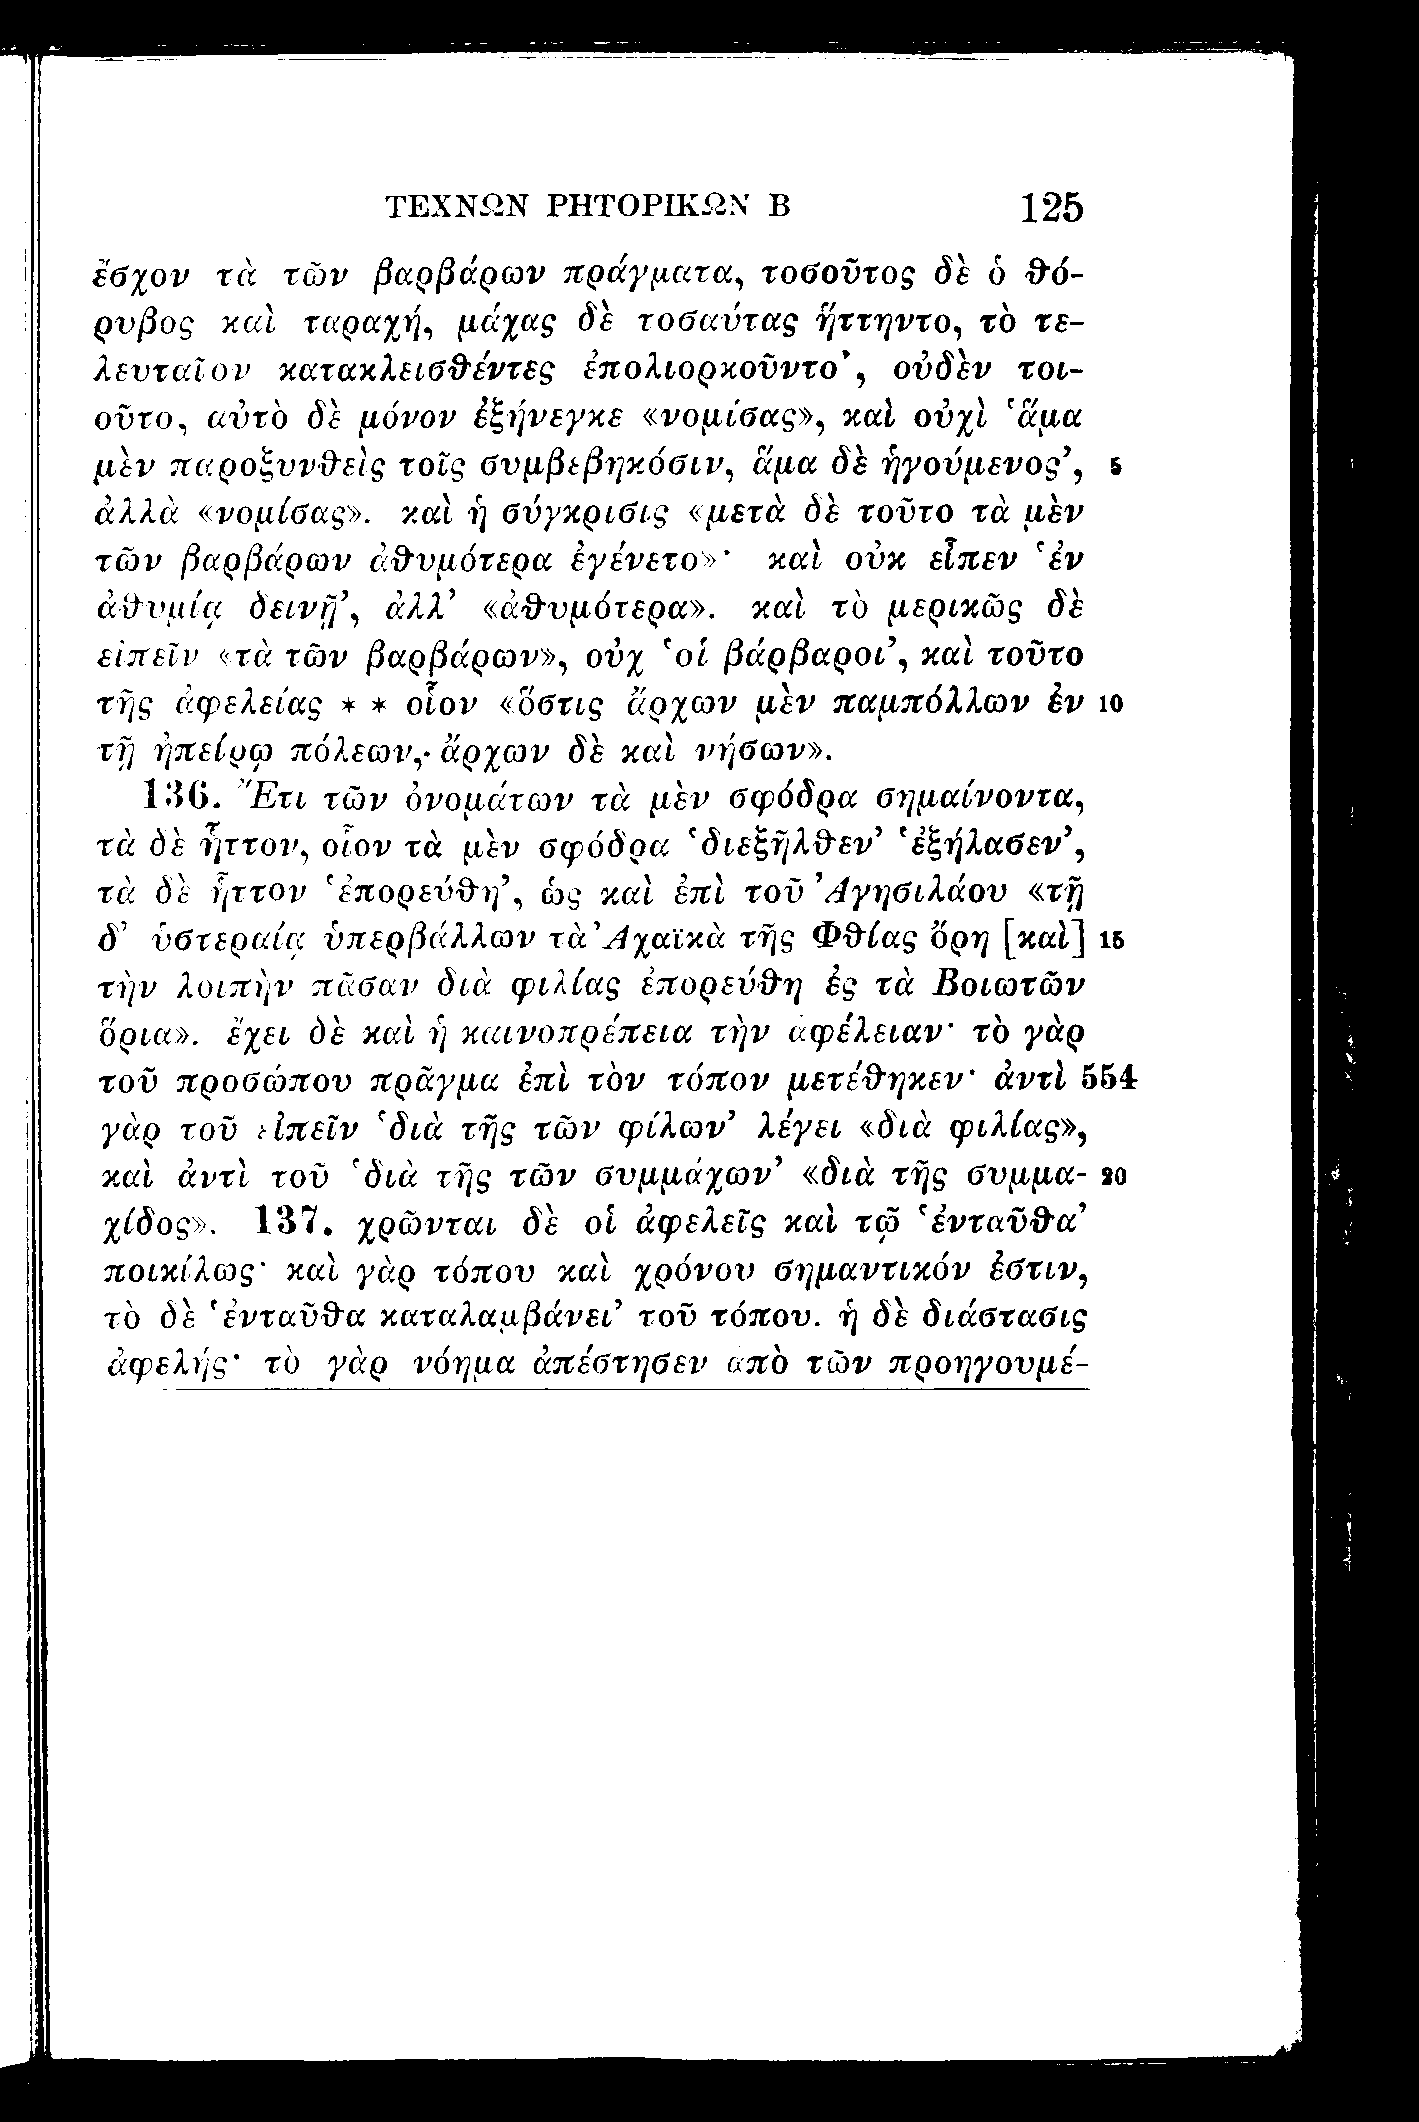 ΤΕΧΝΩΝ ΡΗΤΟΡΙΚΩΝ Β 125
ἔσχον τὰ τῶν βαρβάρων πράγματα, τοσοῦτος δὲ ὁ θό-
ρυβος καὶ ταραχή, μάχας δὲ τοσαύτας ἥττηντο, τὸ τε-
λευταῖον κατακλεισθέντες ἐπολιορκοῦντο’, οὐδὲν τοι-
οῦτο, αὐτὸ δὲ μόνον ἐξήνεγκε «νομίσας», καὶ οὐχὶ ‘ἅμα
μὲν παροξυνθεὶς τοῖς συμβεβηκόσιν, ἅμα δὲ ἡγούμενος’, 5
ἀλλὰ «νομίσας». καὶ ἡ σύγκρισις «μετὰ δὲ τοῦτο τὰ μὲν
τῶν βαρβάρων ἀθυμότερα ἐγένετο»· καὶ οὐκ εἶπεν ‘ἐν
ἀθυμίᾳ δεινῇ’, ἀλλ’ «ἀθυμότερα». καὶ τὸ μερικῶς δὲ
εἰπεῖν «τὰ τῶν βαρβάρων», οὐχ ‘οἱ βάρβαροι’, καὶ τοῦτο
τῆς ἀφελείας * * οἷον «ὅστις ἄρχων μὲν παμπόλλων ἐν 10
τῇ ἠπείρῳ πόλεων, ἄρχων δὲ καὶ νήσων».
136. Ἔτι τῶν ὀνομάτων τὰ μὲν σφόδρα σημαίνοντα,
τὰ δὲ ἧττον, οἷον τὰ μὲν σφόδρα ‘διεξῆλθεν’ ‘ἐξήλασεν’,
τὰ δὲ ἧττον ‘ἐπορεύθη’, ὡς καὶ ἐπὶ τοῦ Ἀγησιλάου «τῇ
δ’ ὑστεραίᾳ ὑπερβάλλων τὰ Ἀχαϊκὰ τῆς Φθίας ὄρη [καὶ] 15
τὴν λοιπὴν πᾶσαν διὰ φιλίας ἐπορεύθη ἐς τὰ Βοιωτῶν
ὅρια». ἔχει δὲ καὶ ἡ καινοπρέπεια τὴν ἀφέλειαν· τὸ γὰρ
τοῦ προσώπου πρᾶγμα ἐπὶ τὸν τόπον μετέθηκεν· ἀντὶ 554
γὰρ τοῦ εἰπεῖν ‘διὰ τῆς τῶν φίλων’ λέγει «διὰ φιλίας»,
καὶ ἀντὶ τοῦ ‘διὰ τῆς τῶν συμμάχων’ «διὰ τῆς συμμα- 20
χίδος». 137. χρῶνται δὲ οἱ ἀφελεῖς καὶ τῷ ‘ἐνταῦθα’
ποικίλως· καὶ γὰρ τόπου καὶ χρόνου σημαντικόν ἐστιν,
τὸ δὲ ‘ἐνταῦθα καταλαμβάνει’ τοῦ τόπου. ἡ δὲ διάστασις
ἀφελής· τὸ γὰρ νόημα ἀπέστησεν ἀπὸ τῶν προηγουμέ-